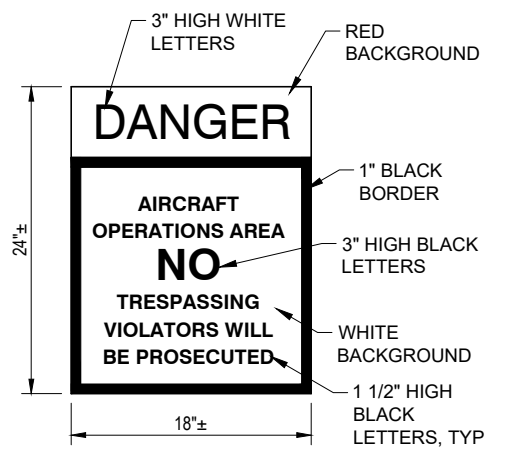 3" HIGH WHITE
LETTERS
RED
BACKGROUND
DANGER
1" BLACK
BORDER
AIRCRAFT
OPERATIONS AREA
NO
TRESPASSING
VIOLATORS WILL
BE PROSECUTED
3" HIGH BLACK
LETTERS
WHITE
BACKGROUND
1 1/2" HIGH
BLACK
LETTERS, TYP
24"±
18"±